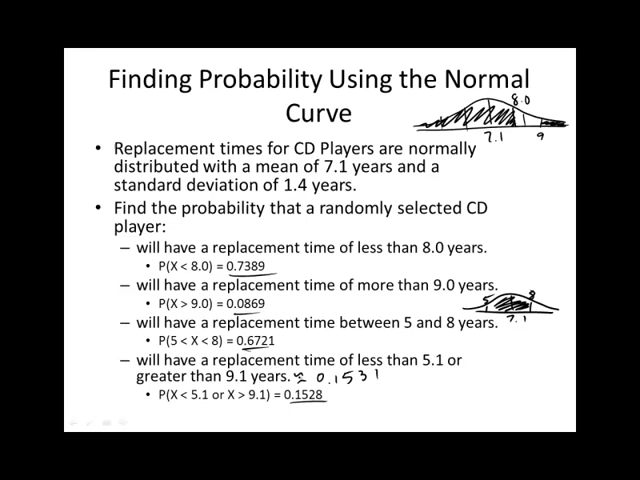 Finding Probability Using the Normal
Curve
8.0
7.1 9
• Replacement times for CD Players are normally
distributed with a mean of 7.1 years and a
standard deviation of 1.4 years.
• Find the probability that a randomly selected CD
player:
– will have a replacement time of less than 8.0 years.
• P(X < 8.0) = 0.7389
– will have a replacement time of more than 9.0 years.
• P(X > 9.0) = 0.0869
5 8
7.1
– will have a replacement time between 5 and 8 years.
• P(5 < X < 8) = 0.6721
– will have a replacement time of less than 5.1 or
greater than 9.1 years. ≈ 0.1531
• P(X < 5.1 or X > 9.1) = 0.1528